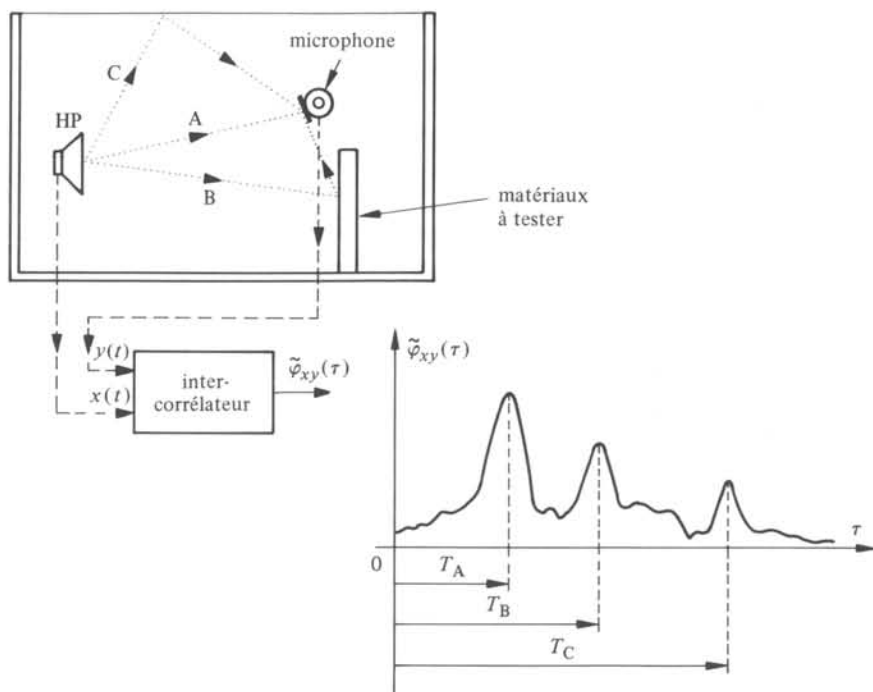 microphone
C
HP
A
B
matériaux
à tester
y(t)
x(t)
inter-
corrélateur
φ̃xy(τ)
φ̃xy(τ)
τ
0
TA
TB
TC